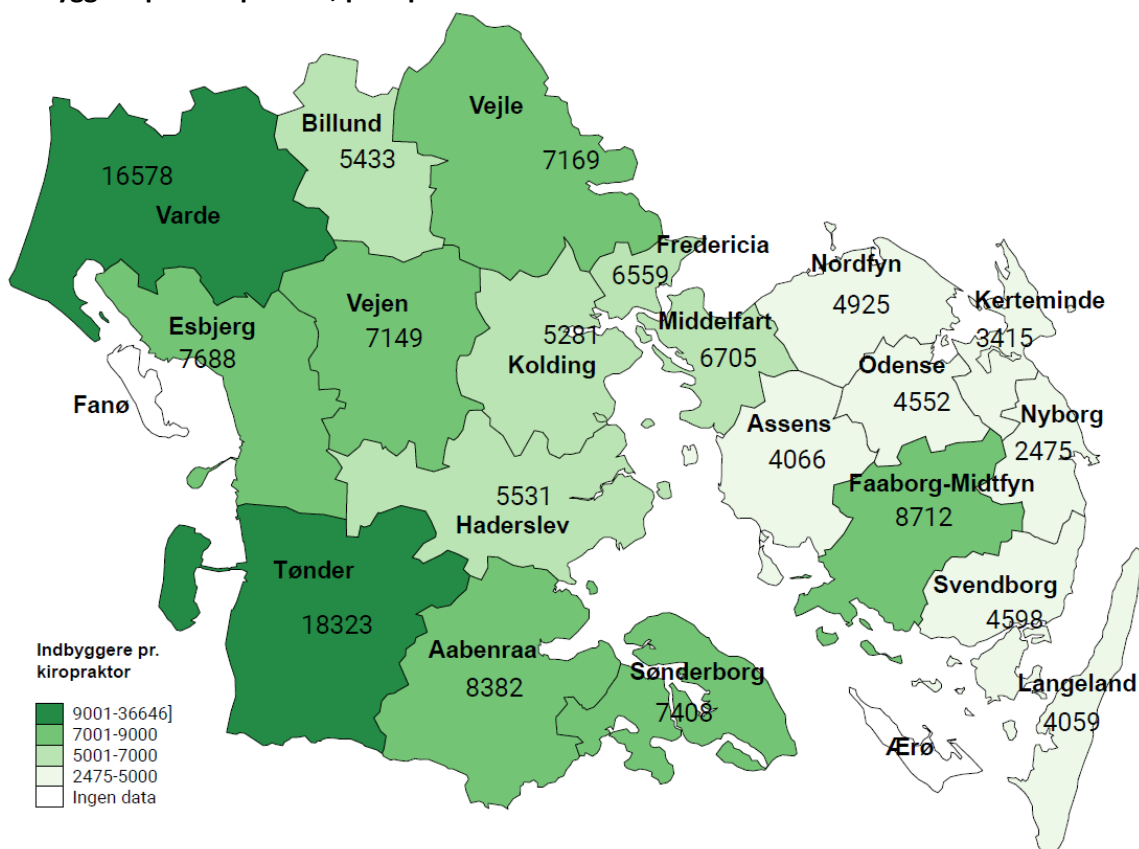 Vejle
Billund
5433
7169
16578
Varde
Fredericia
6559
Nordfyn
4925
Kerteminde
3415
Vejen
7149
Esbjerg
7688
5281
Kolding
Middelfart
6705
Odense
4552
Fanø
Assens
4066
Nyborg
2475
Faaborg-Midtfyn
8712
5531
Haderslev
Tønder
18323
Svendborg
4598
Aabenraa
8382
Sønderborg
7408
Langeland
4059
Ærø
Indbyggere pr.
kiropraktor
9001-36646]
7001-9000
5001-7000
2475-5000
Ingen data